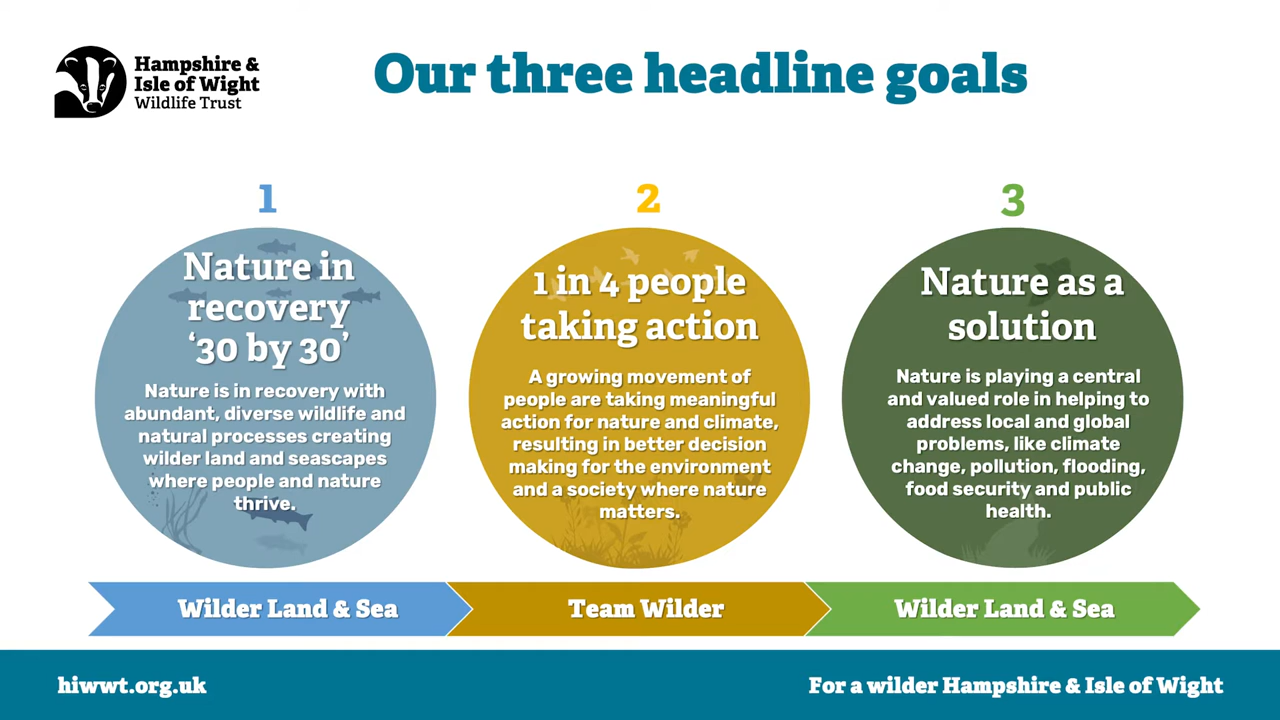 Hampshire &
Isle of Wight
Wildlife Trust
Our three headline goals
1
Nature in
recovery
‘30 by 30’
Nature is in recovery with
abundant, diverse wildlife and
natural processes creating
wilder land and seascapes
where people and nature
thrive.
2
1 in 4 people
taking action
A growing movement of
people are taking meaningful
action for nature and climate,
resulting in better decision
making for the environment
and a society where nature
matters.
3
Nature as a
solution
Nature is playing a central
and valued role in helping to
address local and global
problems, like climate
change, pollution, flooding,
food security and public
health.
Wilder Land & Sea
Team Wilder
Wilder Land & Sea
hiwwt.org.uk
For a wilder Hampshire & Isle of Wight